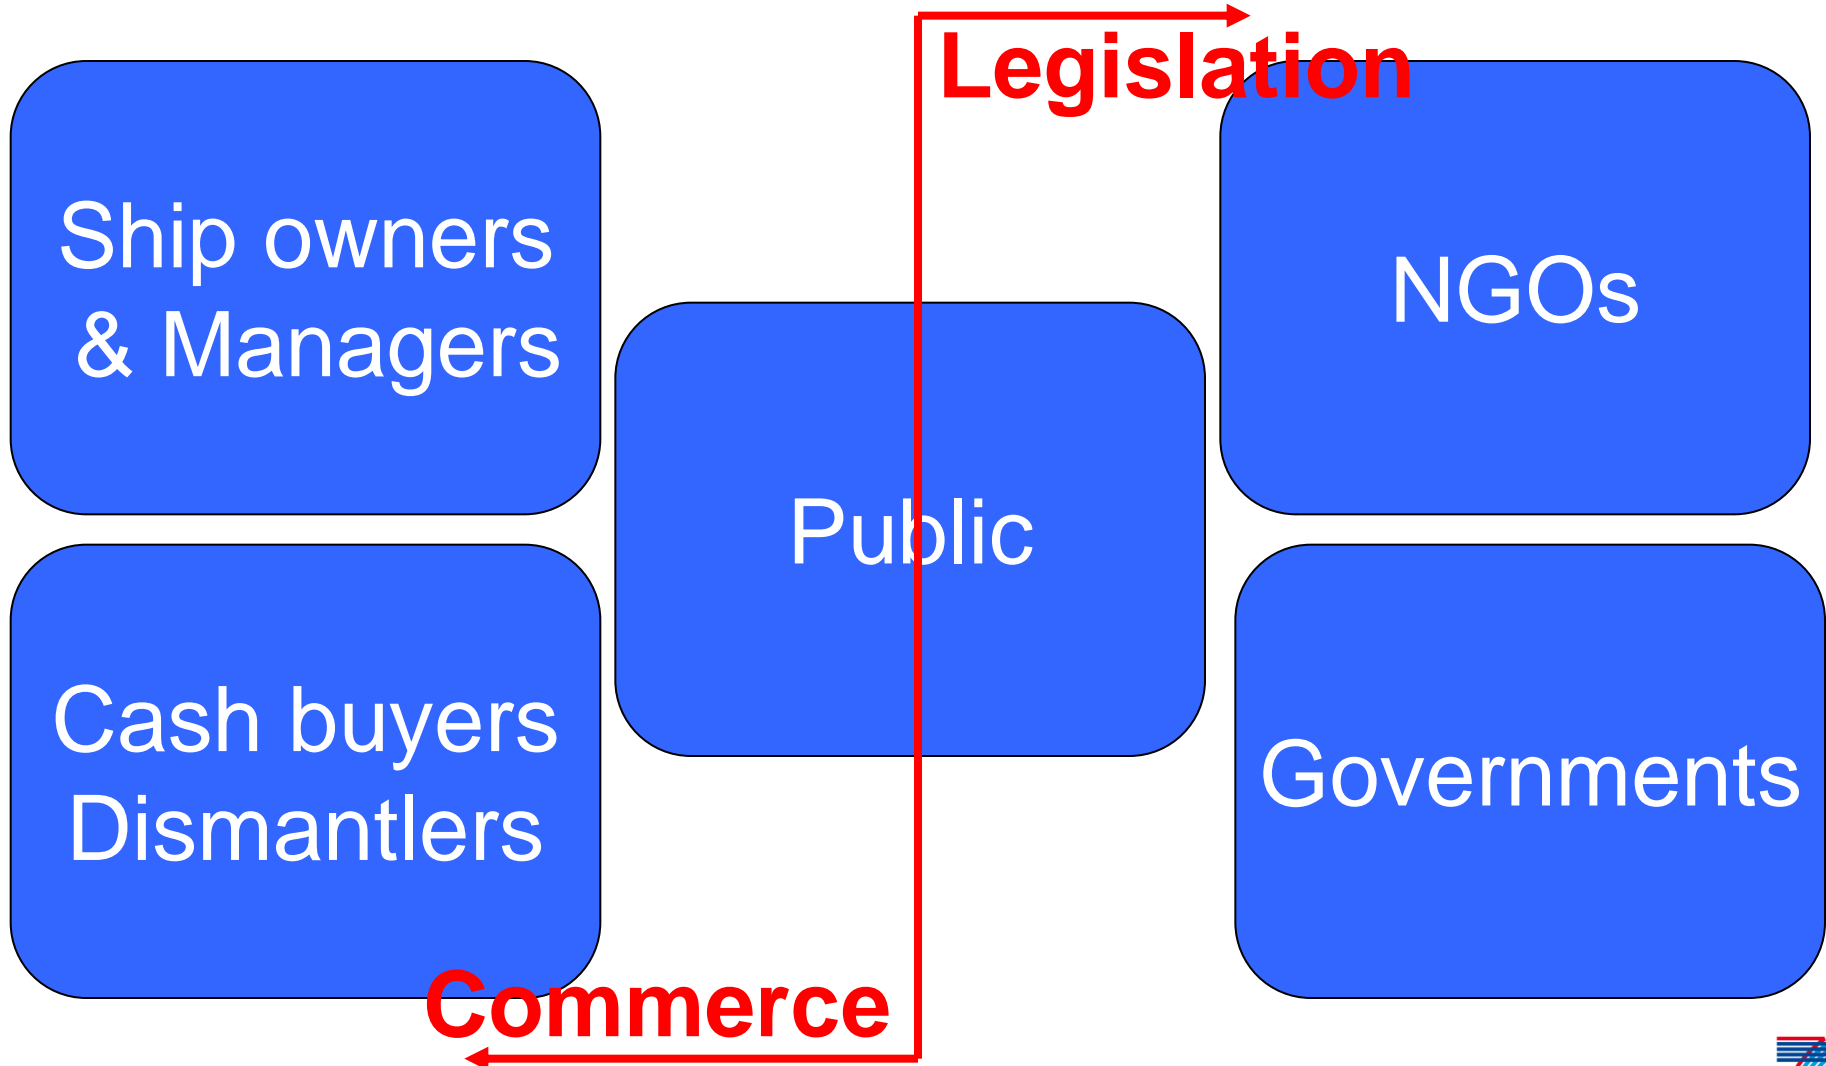 Legislation
Ship owners
& Managers
NGOs
Public
Cash buyers
Dismantlers
Governments
Commerce